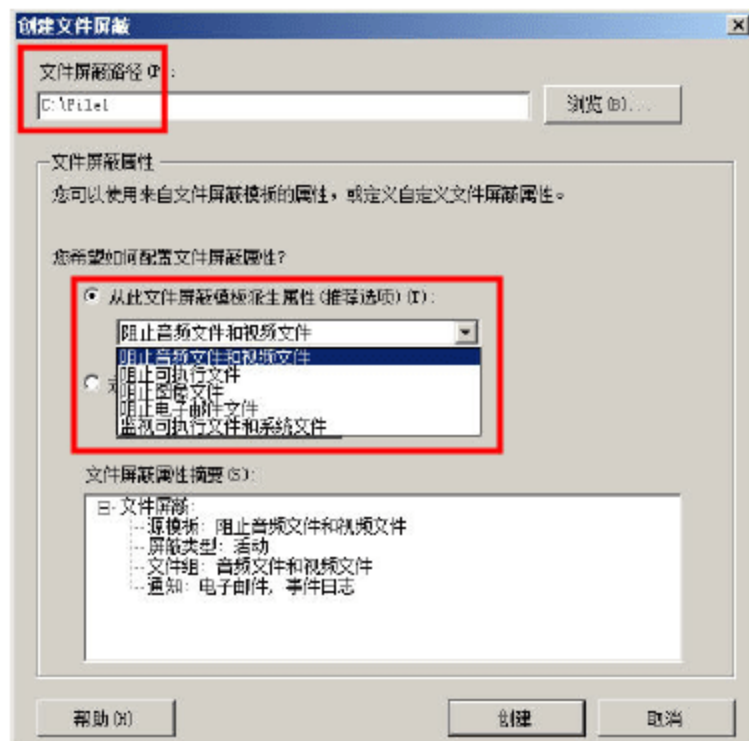 创建文件屏蔽
文件屏蔽路径(P):
C:\File1
浏览(B)...
文件屏蔽属性
您可以使用来自文件屏蔽模板的属性，或定义自定义文件屏蔽属性。
您希望如何配置文件屏蔽属性?
从此文件屏蔽模板派生属性(推荐选项)(T):
阻止音频文件和视频文件
阻止音频文件和视频文件
阻止可执行文件
阻止图像文件
阻止电子邮件文件
监视可执行文件和系统文件
文件屏蔽属性摘要(S):
文件屏蔽:
源模板: 阻止音频文件和视频文件
屏蔽类型: 活动
文件组: 音频文件和视频文件
通知: 电子邮件, 事件日志
帮助(H)
创建
取消